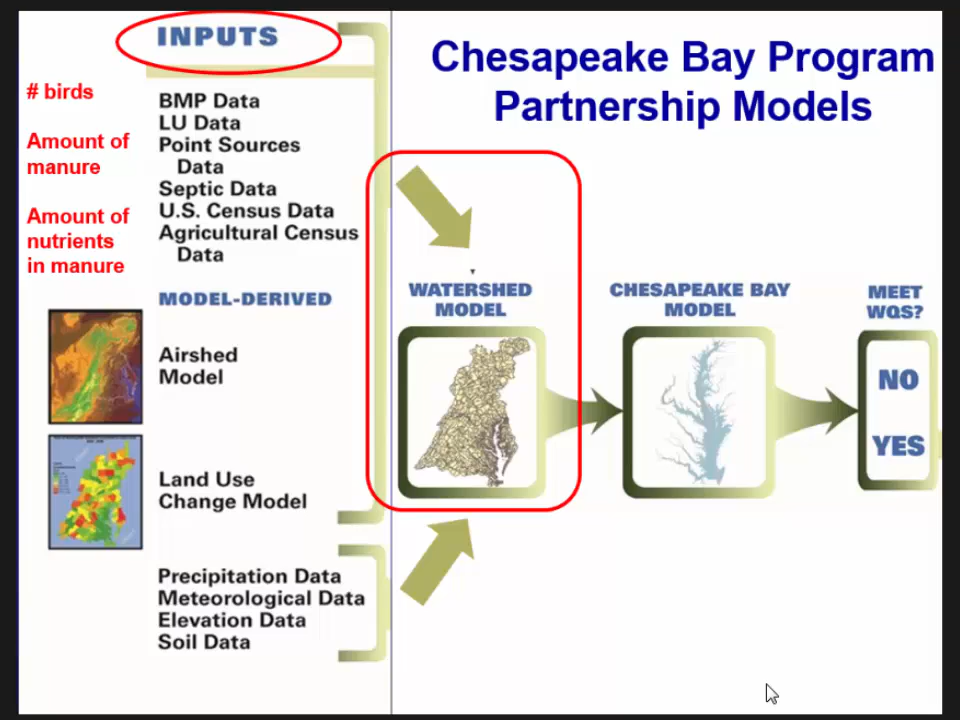 INPUTS
Chesapeake Bay Program
Partnership Models
# birds
Amount of
manure
Amount of
nutrients
in manure
BMP Data
LU Data
Point Sources
Data
Septic Data
U.S. Census Data
Agricultural Census
Data
MODEL-DERIVED
Airshed
Model
Land Use
Change Model
Precipitation Data
Meteorological Data
Elevation Data
Soil Data
WATERSHED
MODEL
CHESAPEAKE BAY
MODEL
MEET
WQS?
NO
YES